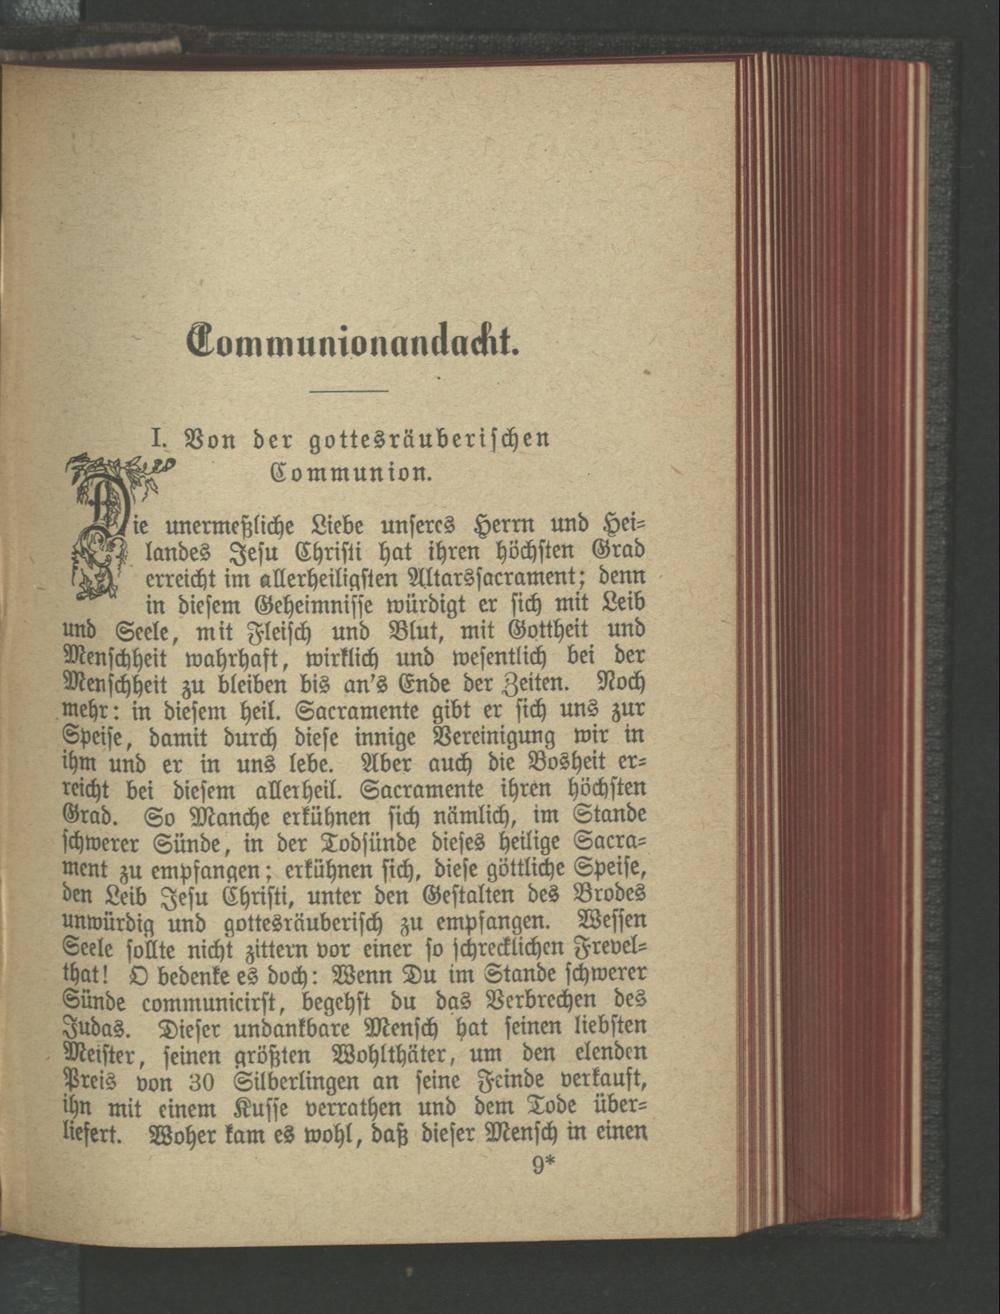 Communionandacht.
I. Von der gottesräuberischen
Communion.
Die unermeßliche Liebe unseres Herrn und Hei=
landes Jesu Christi hat ihren höchsten Grad
erreicht im allerheiligsten Altarssacrament; denn
in diesem Geheimnisse würdigt er sich mit Leib
und Seele, mit Fleisch und Blut, mit Gottheit und
Menschheit wahrhaft, wirklich und wesentlich bei der
Menschheit zu bleiben bis an's Ende der Zeiten. Noch
mehr: in diesem heil. Sacramente gibt er sich uns zur
Speise, damit durch diese innige Vereinigung wir in
ihm und er in uns lebe. Aber auch die Bosheit er=
reicht bei diesem allerheil. Sacramente ihren höchsten
Grad. So Manche erkühnen sich nämlich, im Stande
schwerer Sünde, in der Todsünde dieses heilige Sacra=
ment zu empfangen; erkühnen sich, diese göttliche Speise,
den Leib Jesu Christi, unter den Gestalten des Brodes
unwürdig und gottesräuberisch zu empfangen. Wessen
Seele sollte nicht zittern vor einer so schrecklichen Frevel=
that! O bedenke es doch: Wenn Du im Stande schwerer
Sünde communicirst, begehst du das Verbrechen des
Judas. Dieser undankbare Mensch hat seinen liebsten
Meister, seinen größten Wohlthäter, um den elenden
Preis von 30 Silberlingen an seine Feinde verkauft,
ihn mit einem Kusse verrathen und dem Tode über=
liefert. Woher kam es wohl, daß dieser Mensch in einen
9*